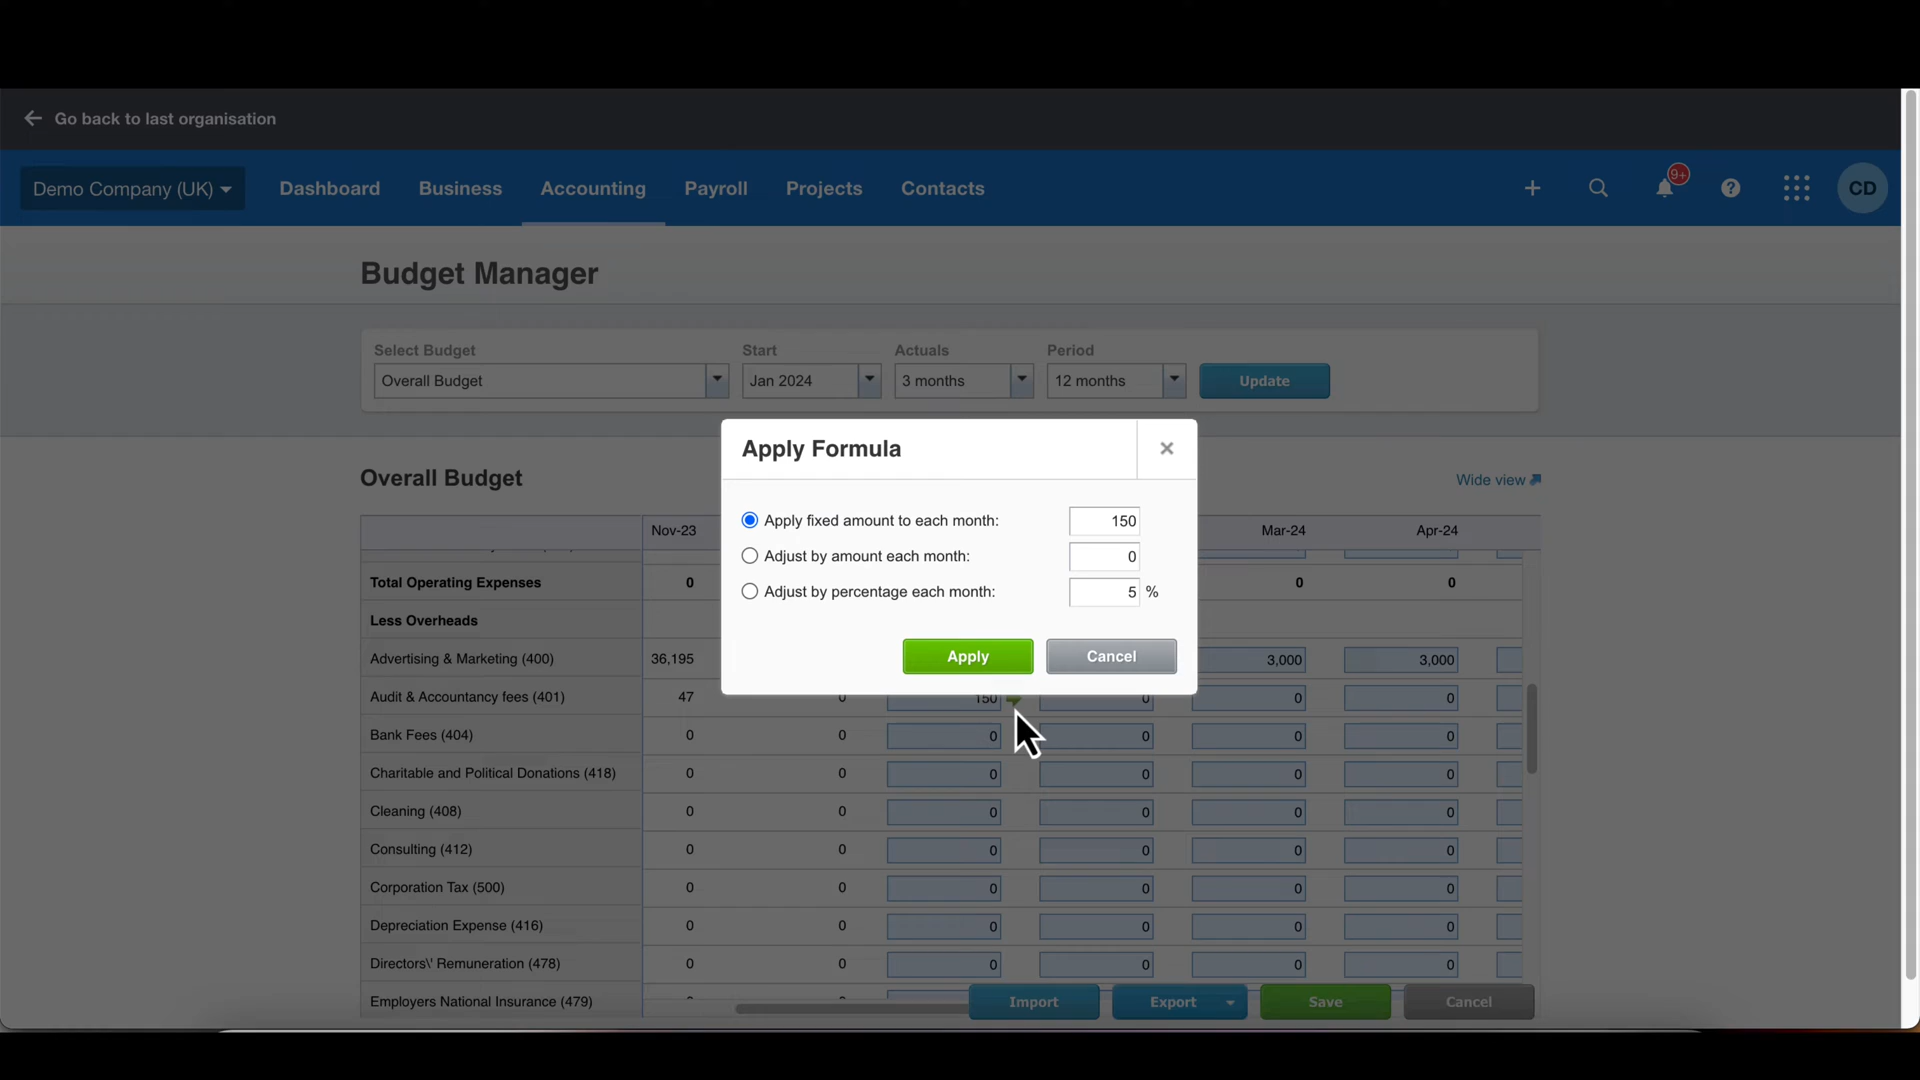 Go back to last organisation
Demo Company (UK) Dashboard Business Accounting Payroll Projects Contacts 9+ CD
Budget Manager
Select Budget Start Actuals Period
Overall Budget Jan 2024 3 months 12 months Update
Apply Formula
Overall Budget Wide view
Apply fixed amount to each month: 150
Nov-23 Mar-24 Apr-24
Adjust by amount each month: 0
Total Operating Expenses 0 0 0
Adjust by percentage each month: 5 %
Less Overheads
Apply Cancel
Advertising & Marketing (400) 36,195 3,000 3,000
Audit & Accountancy fees (401) 47 0 150 0 0 0
Bank Fees (404) 0 0 0 0 0 0
Charitable and Political Donations (418) 0 0 0 0 0 0
Cleaning (408) 0 0 0 0 0 0
Consulting (412) 0 0 0 0 0 0
Corporation Tax (500) 0 0 0 0 0 0
Depreciation Expense (416) 0 0 0 0 0 0
Directors\' Remuneration (478) 0 0 0 0 0 0
Employers National Insurance (479)
Import Export Save Cancel